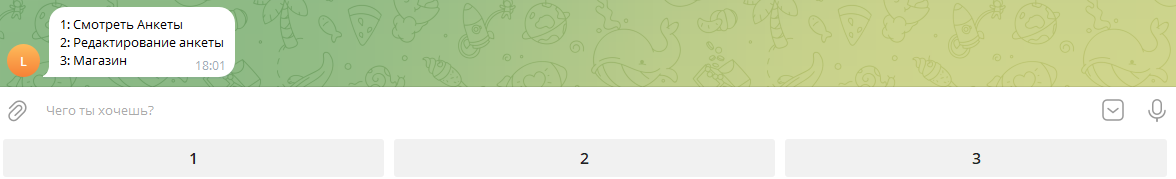 1: Смотреть Анкеты
2: Редактирование анкеты
3: Магазин
18:01
L
Чего ты хочешь?
1
2
3